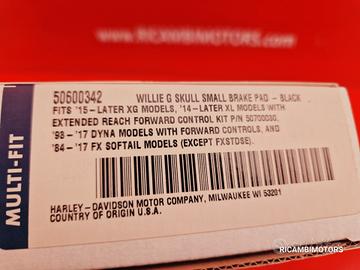 50600342 WILLIE G SKULL SMALL BRAKE PAD - BLACK
FITS '15-LATER XG MODELS, '14-LATER XL MODELS WITH
EXTENDED REACH FORWARD CONTROL KIT P/N 50700030,
'93-'17 DYNA MODELS WITH FORWARD CONTROLS, AND
'84-'17 FX SOFTAIL MODELS (EXCEPT FXSTDSE).
HARLEY-DAVIDSON MOTOR COMPANY, MILWAUKEE WI 53201
COUNTRY OF ORIGIN U.S.A.
MULTI-FIT
RICAMBIMOTORS